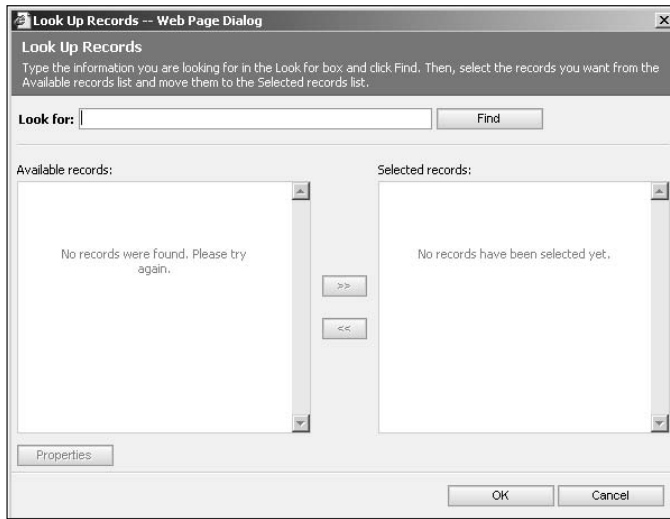 Look Up Records -- Web Page Dialog
Look Up Records
Type the information you are looking for in the Look for box and click Find. Then, select the records you want from the
Available records list and move them to the Selected records list.
Look for: Find
Available records: Selected records:
No records were found. Please try
again.
No records have been selected yet.
>>
<<
Properties
OK Cancel